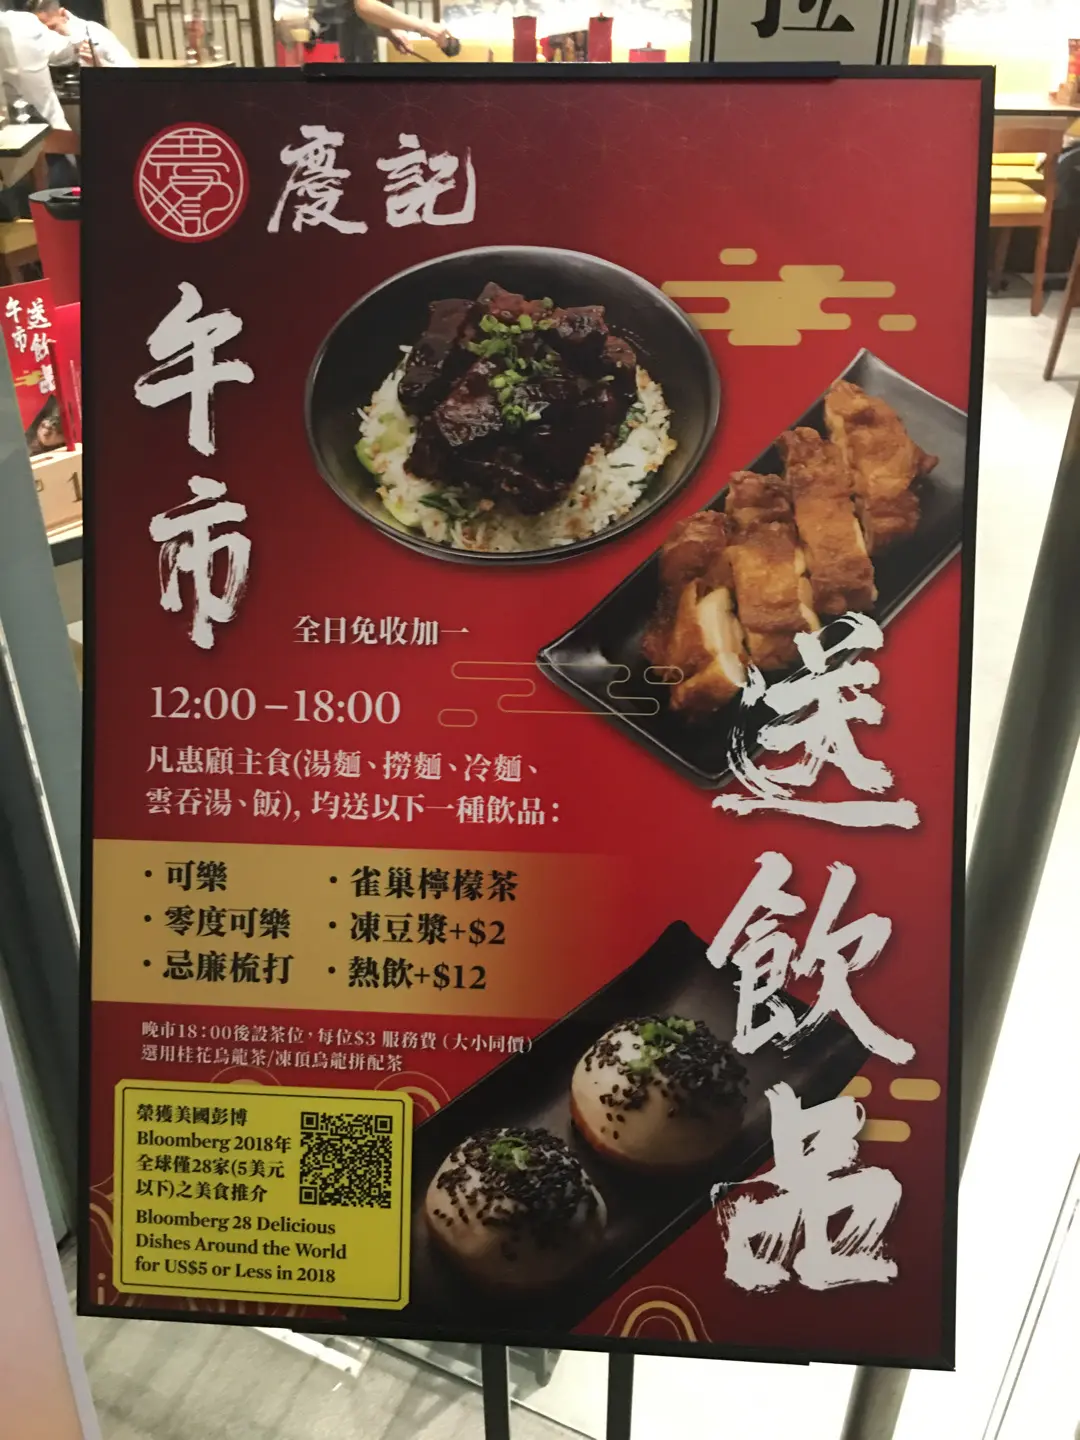 拉
慶記
午市
送飲品
全日免收加一
12:00 – 18:00
凡惠顧主食(湯麵、撈麵、冷麵、
雲吞湯、飯), 均送以下一種飲品：
· 可樂
· 零度可樂
· 忌廉梳打
· 雀巢檸檬茶
· 凍豆漿+$2
· 熱飲+$12
晚市18：00後設茶位，每位$3 服務費（大小同價）
選用桂花烏龍茶/凍頂烏龍拼配茶
榮獲美國彭博
Bloomberg 2018年
全球僅28家(5美元
以下)之美食推介
Bloomberg 28 Delicious
Dishes Around the World
for US$5 or Less in 2018
午市
送飲品